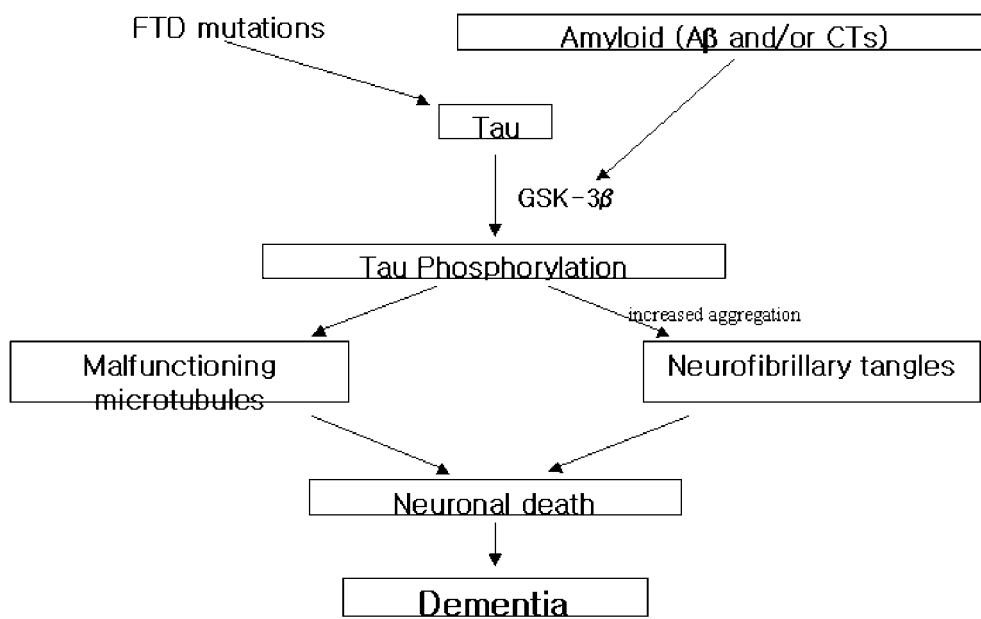 FTD mutations
Amyloid (Aβ and/or CTs)
Tau
GSK-3β
Tau Phosphorylation
increased aggregation
Malfunctioning
microtubules
Neurofibrillary tangles
Neuronal death
Dementia